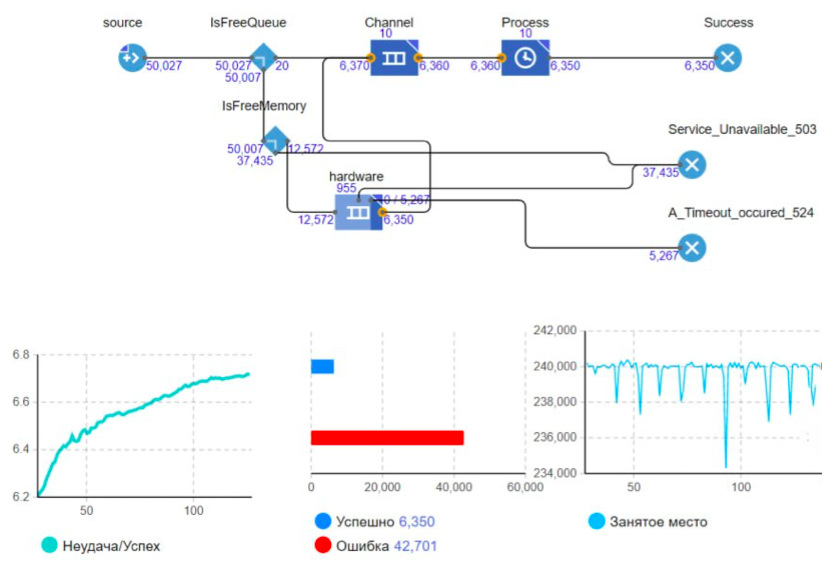 source IsFreeQueue Channel Process Success
10 10
50,027 50,027 20 6,370 6,360 6,360 6,350 6,350
50,007
IsFreeMemory
50,007 12,572
37,435
Service_Unavailable_503
37,435
hardware
955
12,572 6,350
A_Timeout_occured_524
5,267
6.8
6.6
6.4
6.2
50 100
Неудача/Успех
0 20,000 40,000 60,000
Успешно 6,350
Ошибка 42,701
242,000
240,000
238,000
236,000
234,000
50 100
Занятое место